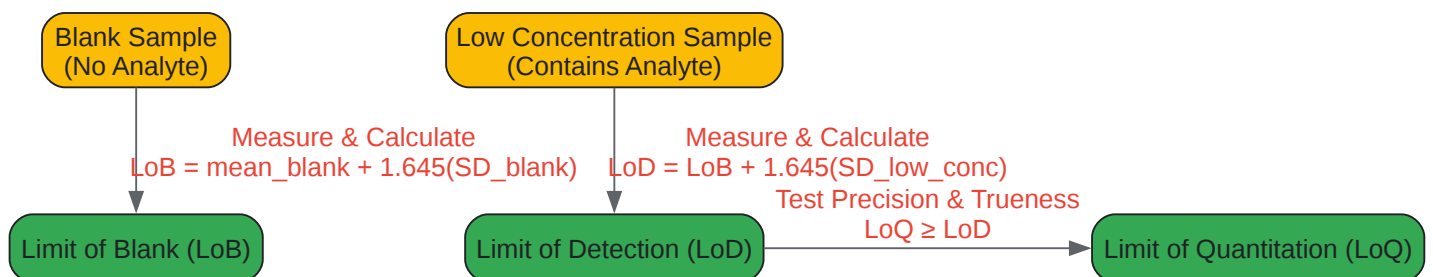 Blank Sample
(No Analyte)
Low Concentration Sample
(Contains Analyte)
Measure & Calculate
LoB = mean_blank + 1.645(SD_blank)
Measure & Calculate
LoD = LoB + 1.645(SD_low_conc)
Test Precision & Trueness
LoQ ≥ LoD
Limit of Blank (LoB)
Limit of Detection (LoD)
Limit of Quantitation (LoQ)